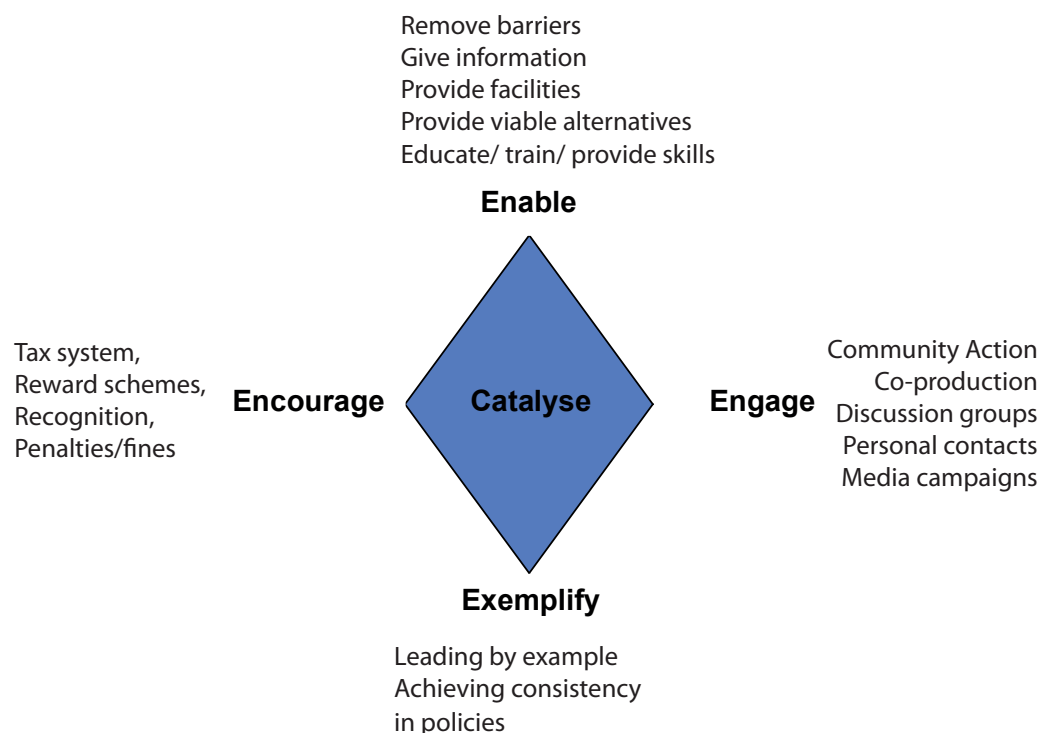 Remove barriers
Give information
Provide facilities
Provide viable alternatives
Educate/ train/ provide skills
Enable
Tax system,
Reward schemes,
Recognition,
Penalties/fines
Encourage
Catalyse
Engage
Community Action
Co-production
Discussion groups
Personal contacts
Media campaigns
Exemplify
Leading by example
Achieving consistency
in policies